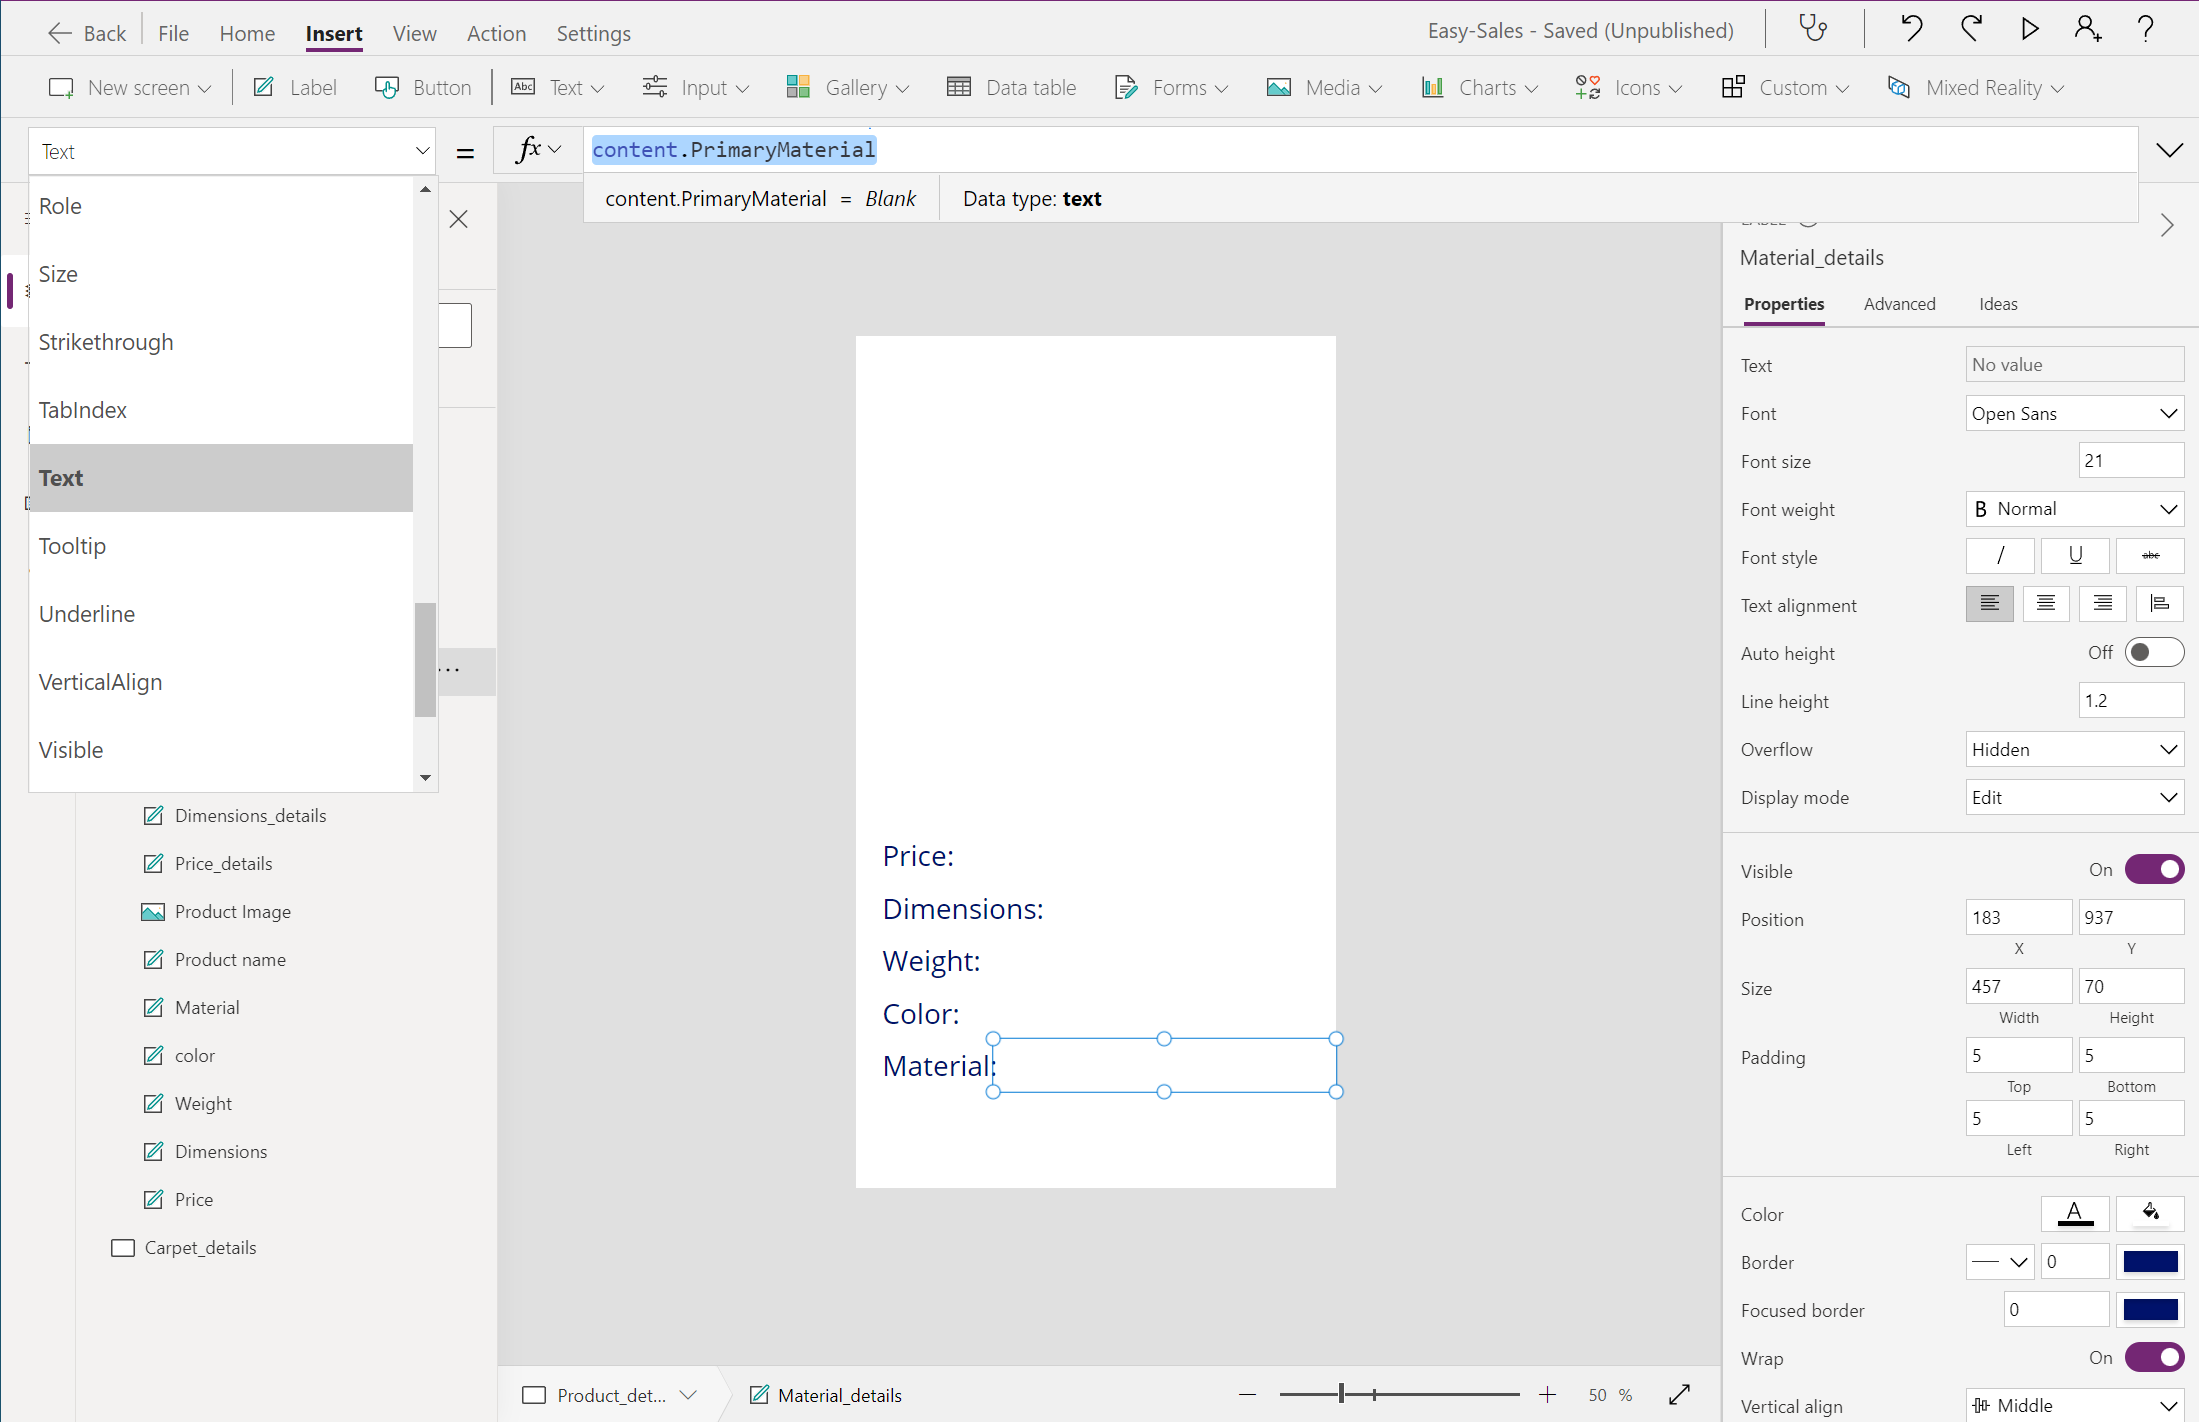 Back File Home Insert View Action Settings Easy-Sales - Saved (Unpublished)
New screen Label Button Abc Text Input Gallery Data table Forms Media Charts Icons Custom Mixed Reality
Text = fx content.PrimaryMaterial
content.PrimaryMaterial = Blank Data type: text
Role
Size
Strikethrough
TabIndex
Text
Tooltip
Underline
VerticalAlign
Visible
...
Dimensions_details
Price_details
Product Image
Product name
Material
color
Weight
Dimensions
Price
Carpet_details
Price:
Dimensions:
Weight:
Color:
Material:
Product_det... Material_details
50 %
Material_details
Properties Advanced Ideas
Text No value
Font Open Sans
Font size 21
Font weight B Normal
Font style / U abc
Text alignment
Auto height Off
Line height 1.2
Overflow Hidden
Display mode Edit
Visible On
Position 183 937
X Y
Size 457 70
Width Height
Padding 5 5
Top Bottom
5 5
Left Right
Color A
Border 0
Focused border 0
Wrap On
Vertical align Middle